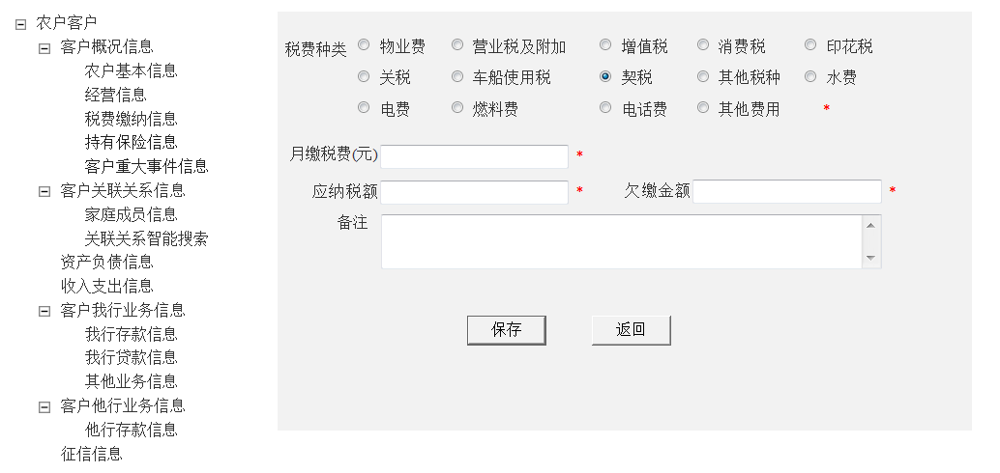 农户客户
客户概况信息
农户基本信息
经营信息
税费缴纳信息
持有保险信息
客户重大事件信息
客户关联关系信息
家庭成员信息
关联关系智能搜索
资产负债信息
收入支出信息
客户我行业务信息
我行存款信息
我行贷款信息
其他业务信息
客户他行业务信息
他行存款信息
征信信息
税费种类 物业费 营业税及附加 增值税 消费税 印花税
关税 车船使用税 契税 其他税种 水费
电费 燃料费 电话费 其他费用 *
月缴税费(元) *
应纳税额 * 欠缴金额 *
备注
保存 返回